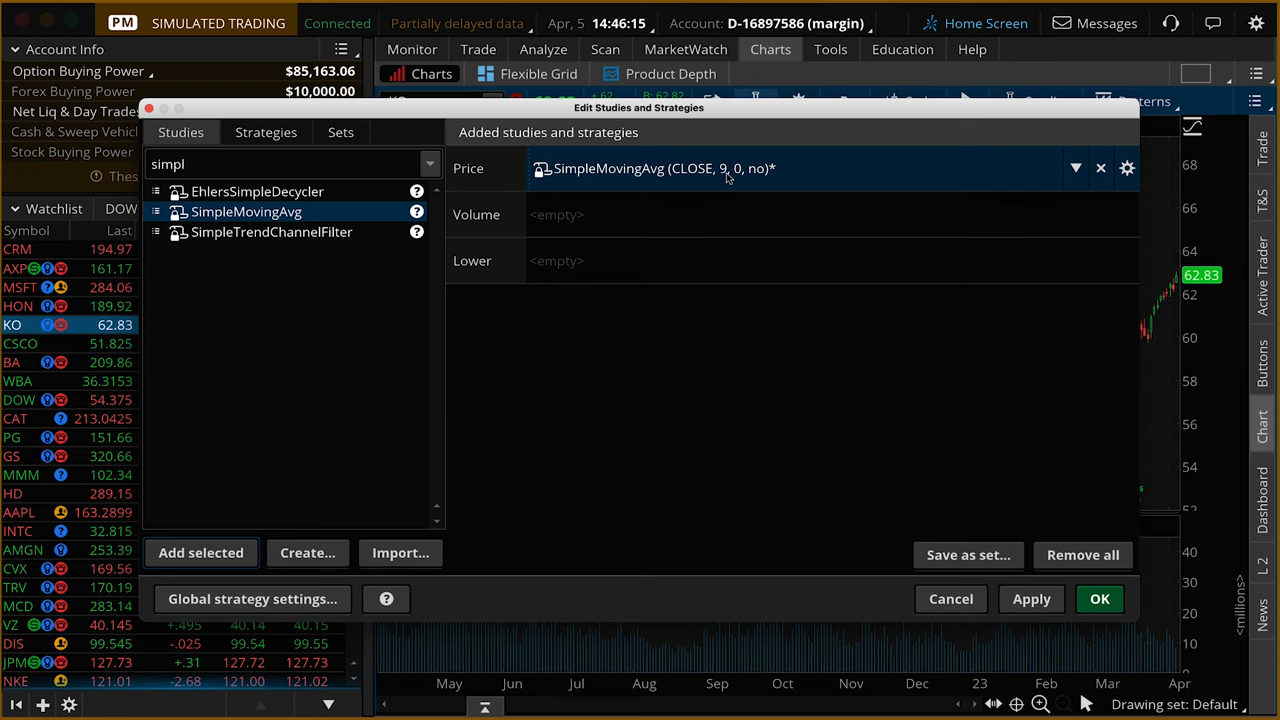 PM SIMULATED TRADING Connected Partially delayed data Apr, 5 14:46:15 Account: D-16897586 (margin) Home Screen Messages
Account Info
Option Buying Power $85,163.06
Forex Buying Power $10,000.00
Net Liq & Day Trades
Cash & Sweep Vehicl
Stock Buying Power
Thes
Monitor Trade Analyze Scan MarketWatch Charts Tools Education Help
Charts Flexible Grid Product Depth
Patterns
Edit Studies and Strategies
Studies Strategies Sets
simpl
EhlersSimpleDecycler
SimpleMovingAvg
SimpleTrendChannelFilter
Added studies and strategies
Price SimpleMovingAvg (CLOSE, 9, 0, no)*
Volume <empty>
Lower <empty>
Add selected Create... Import... Save as set... Remove all
Global strategy settings... ? Cancel Apply OK
Watchlist DOW
Symbol Last
CRM 194.97
AXP 161.17
MSFT 284.06
HON 189.92
KO 62.83
CSCO 51.825
BA 209.86
WBA 36.3153
DOW 54.375
CAT 213.0425
PG 151.66
GS 320.66
MMM 102.34
HD 289.15
AAPL 163.2899
INTC 32.815
AMGN 253.39
CVX 169.56
TRV 170.19
MCD 283.14
VZ 40.145 +.495 40.14 40.15
DIS 99.545 -.025 99.54 99.55
JPM 127.73 +.31 127.72 127.73
NKE 121.01 -2.68 121.00 121.02
68
66
64
62.83
62
60
58
56
54
52
40
30
20
10
0
<millions>
May Jun Jul Aug Sep Oct Nov Dec 23 Feb Mar Apr
Drawing set: Default
Trade
T&S
Active Trader
Buttons
Chart
Dashboard
L 2
News